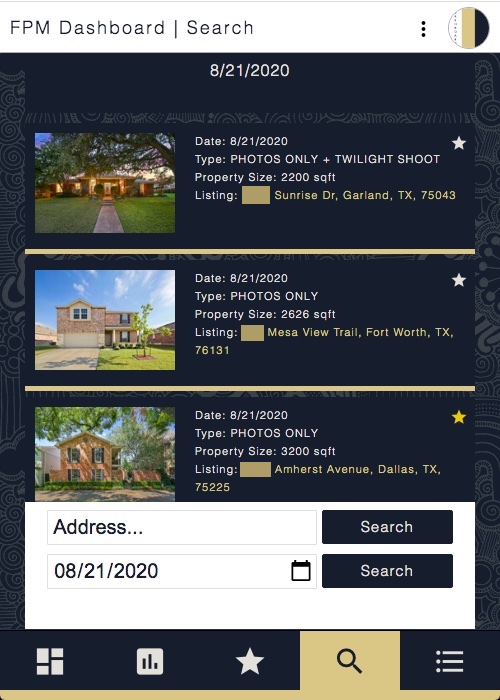 FPM Dashboard | Search
8/21/2020
Date: 8/21/2020
Type: PHOTOS ONLY + TWILIGHT SHOOT
Property Size: 2200 sqft
Listing: Sunrise Dr, Garland, TX, 75043
Date: 8/21/2020
Type: PHOTOS ONLY
Property Size: 2626 sqft
Listing: Mesa View Trail, Fort Worth, TX,
76131
Date: 8/21/2020
Type: PHOTOS ONLY
Property Size: 3200 sqft
Listing: Amherst Avenue, Dallas, TX,
75225
Address... Search
08/21/2020 Search